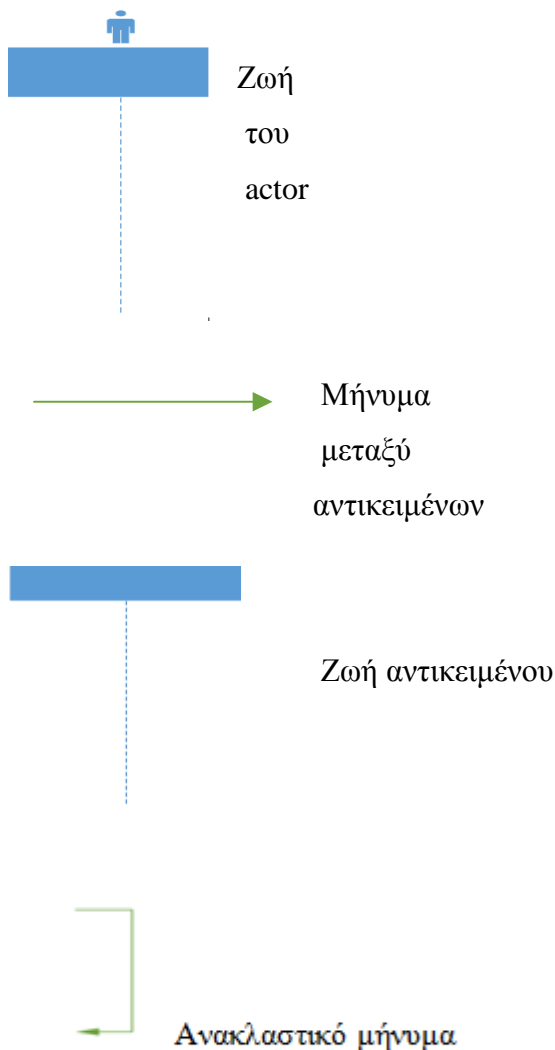 Ζωή
του
actor
Μήνυμα
μεταξύ
αντικειμένων
Ζωή αντικειμένου
Ανακλαστικό μήνυμα